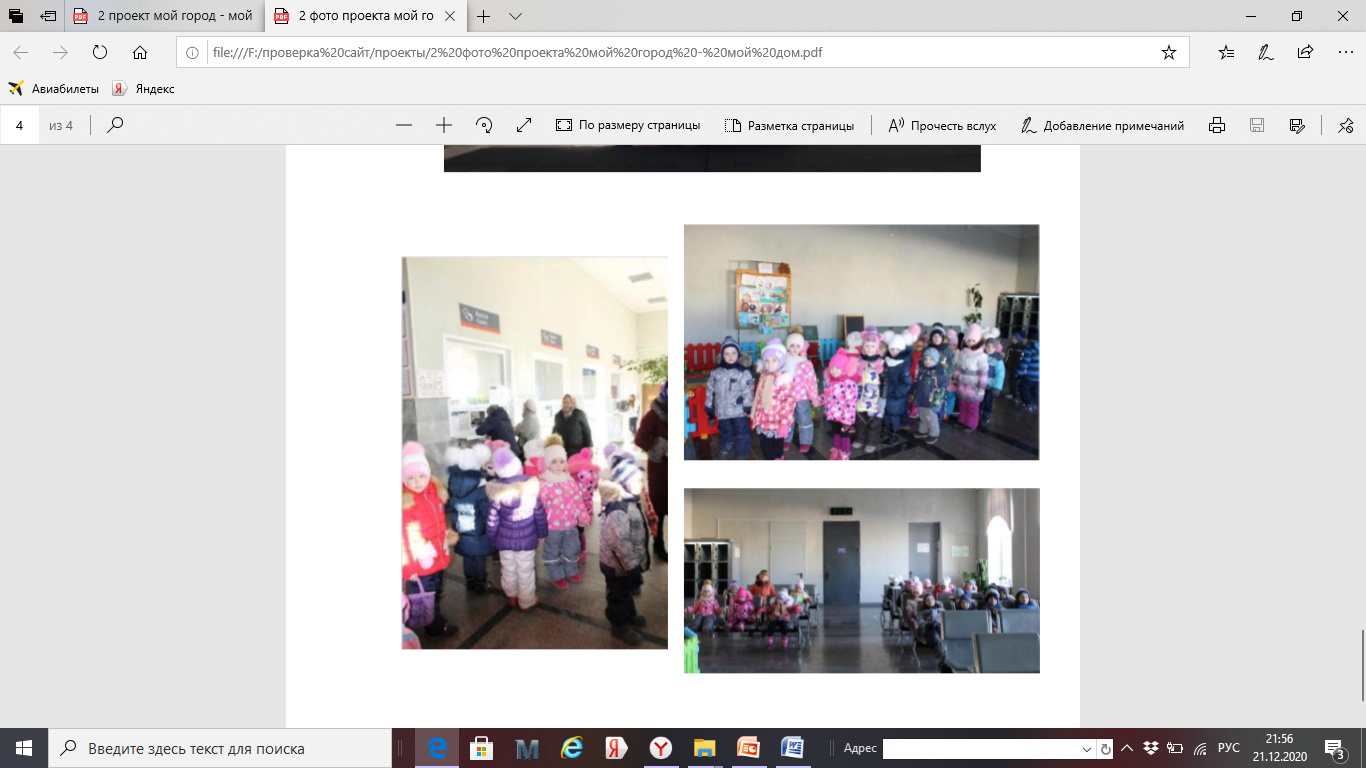 2 проект мой город - мой
2 фото проекта мой го
file:///F:/проверка%20сайт/проекты/2%20фото%20проекта%20мой%20город%20-%20мой%20дом.pdf
Авиабилеты
Яндекс
4 из 4
По размеру страницы
Разметка страницы
Прочесть вслух
Добавление примечаний
Введите здесь текст для поиска
Адрес
РУС
21:56
21.12.2020
3